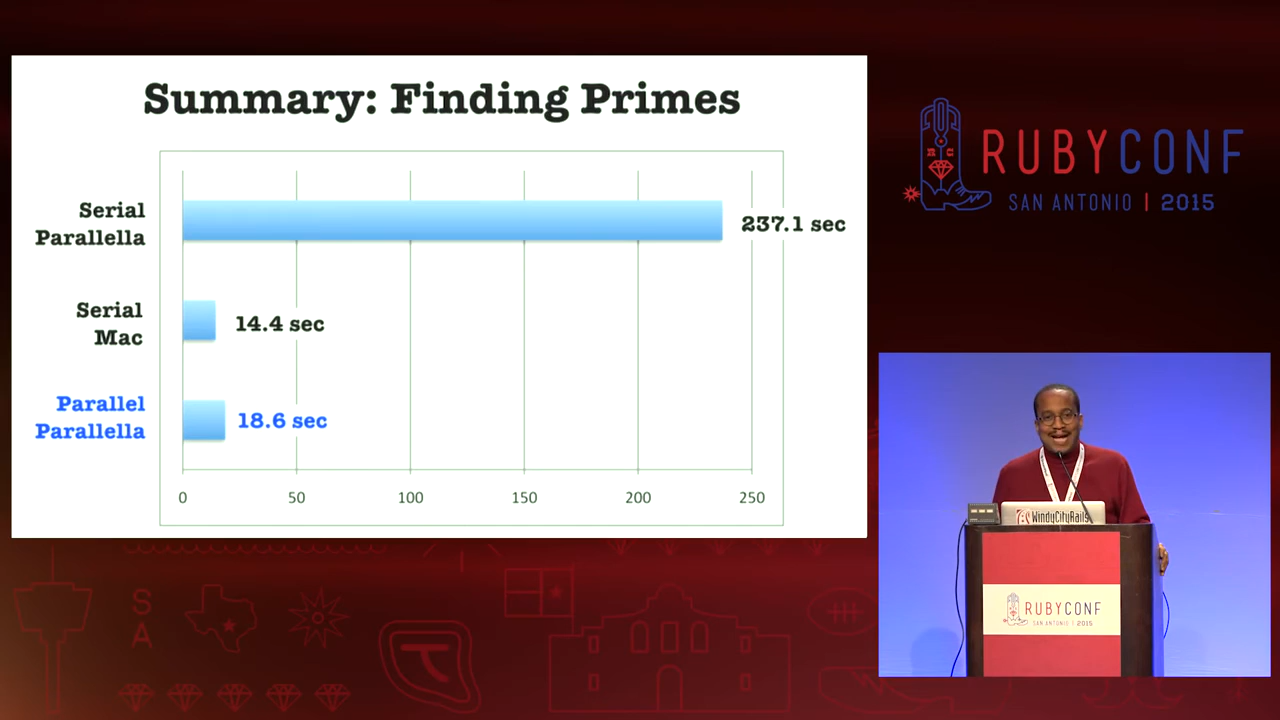 Summary: Finding Primes
Serial
Parallella
237.1 sec
Serial
Mac
14.4 sec
Parallel
Parallella
18.6 sec
0 50 100 150 200 250
RUBYCONF
SAN ANTONIO | 2015
S
A
WindyCityRails
RUBYCONF
SAN ANTONIO | 2015